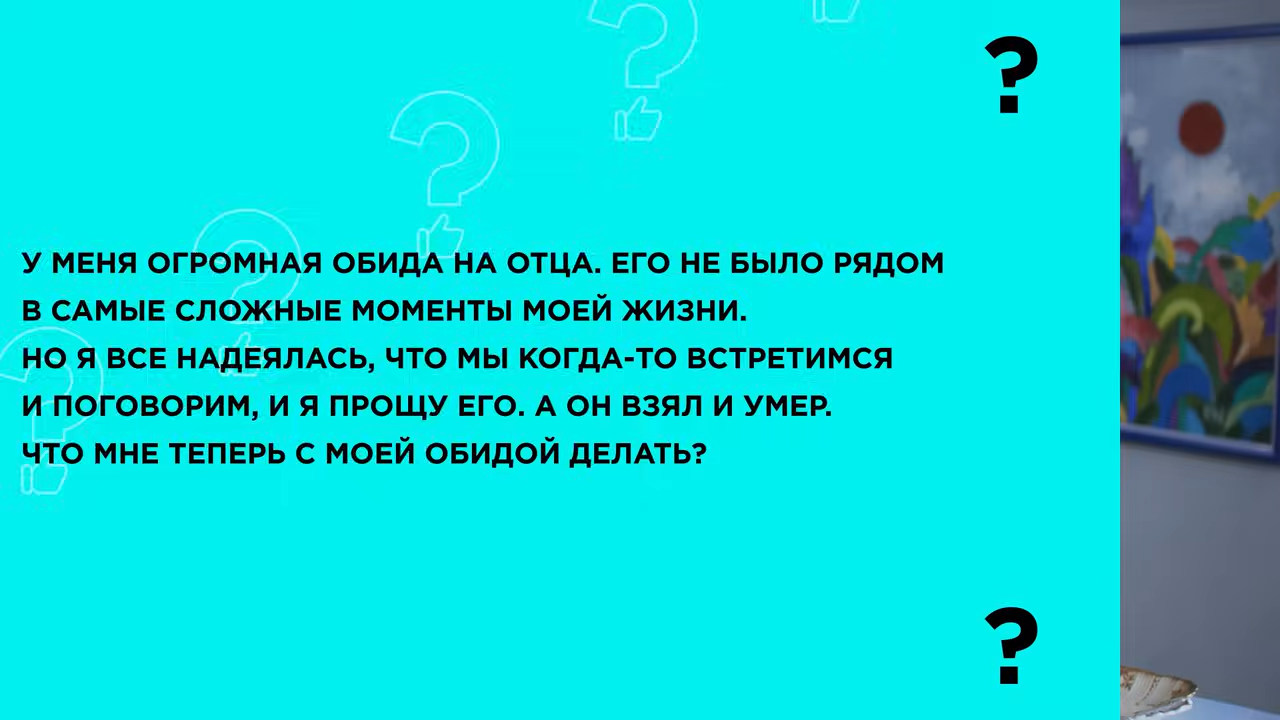 ?
У МЕНЯ ОГРОМНАЯ ОБИДА НА ОТЦА. ЕГО НЕ БЫЛО РЯДОМ
В САМЫЕ СЛОЖНЫЕ МОМЕНТЫ МОЕЙ ЖИЗНИ.
НО Я ВСЕ НАДЕЯЛАСЬ, ЧТО МЫ КОГДА-ТО ВСТРЕТИМСЯ
И ПОГОВОРИМ, И Я ПРОЩУ ЕГО. А ОН ВЗЯЛ И УМЕР.
ЧТО МНЕ ТЕПЕРЬ С МОЕЙ ОБИДОЙ ДЕЛАТЬ?
?